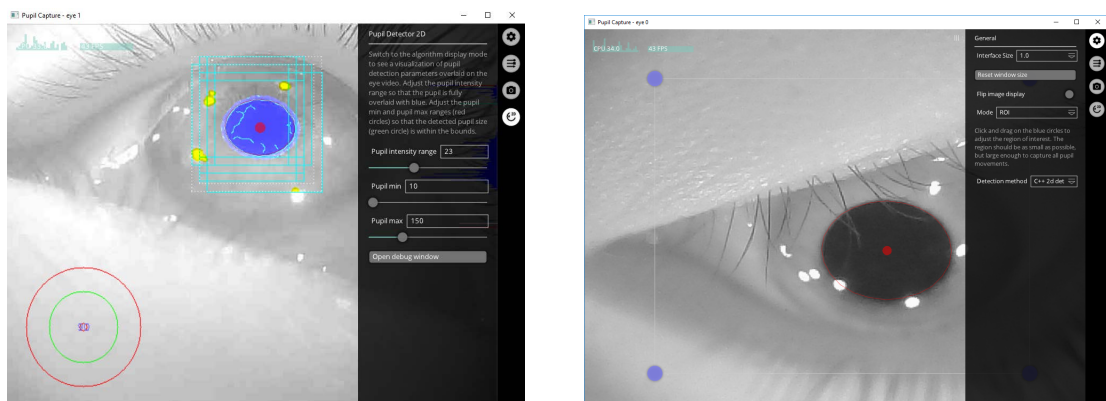 Pupil Capture - eye 1
Pupil Detector 2D
Switch to the algorithm display mode
to see a visualization of pupil
detection parameters overlaid on the
eye video. Adjust the pupil intensity
range so that the pupil is fully
overlaid with blue. Adjust the pupil
min and pupil max ranges (red
circles) so that the detected pupil size
(green circle) is within the bounds.
Pupil intensity range 23
Pupil min 10
Pupil max 150
Open debug window
Pupil Capture - eye 0
CPU 34.0
43 FPS
General
Interface Size 1.0
Reset window size
Flip image display
Mode ROI
Click and drag on the blue circles to
adjust the region of interest. The
region should be as small as possible,
but large enough to capture all pupil
movements.
Detection method C++ 2d det